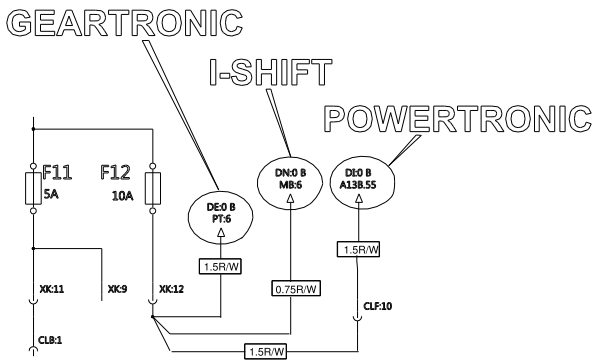 GEARTRONIC
I-SHIFT
POWERTRONIC
F11
5A
F12
10A
DE:0 B
PT:6
DN:0 B
MB:6
DI:0 B
A13B.55
1.5R/W
0.75R/W
1.5R/W
XK:11
XK:9
XK:12
CLF:10
CLB:1
1.5R/W